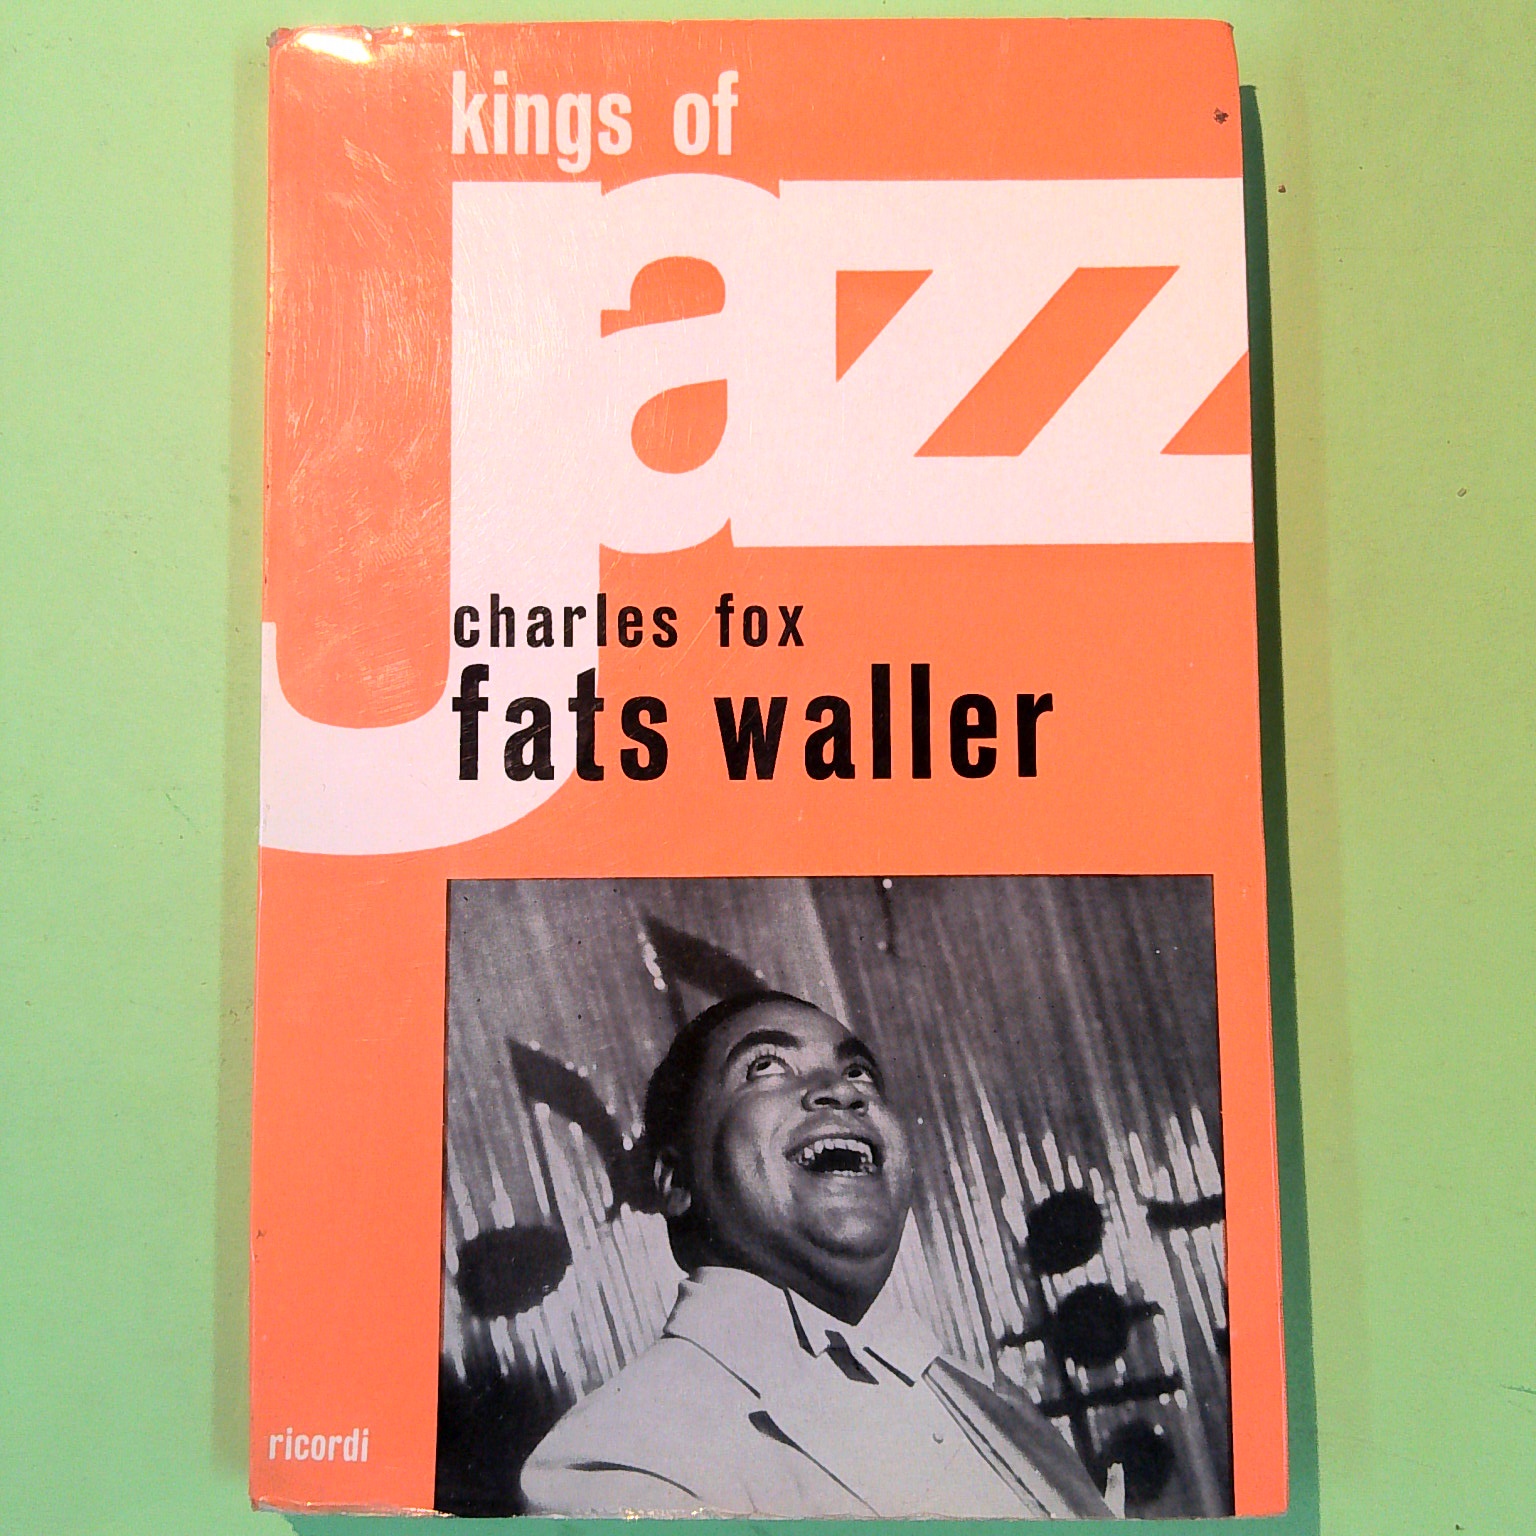 kings of
jazz
charles fox
fats waller
ricordi